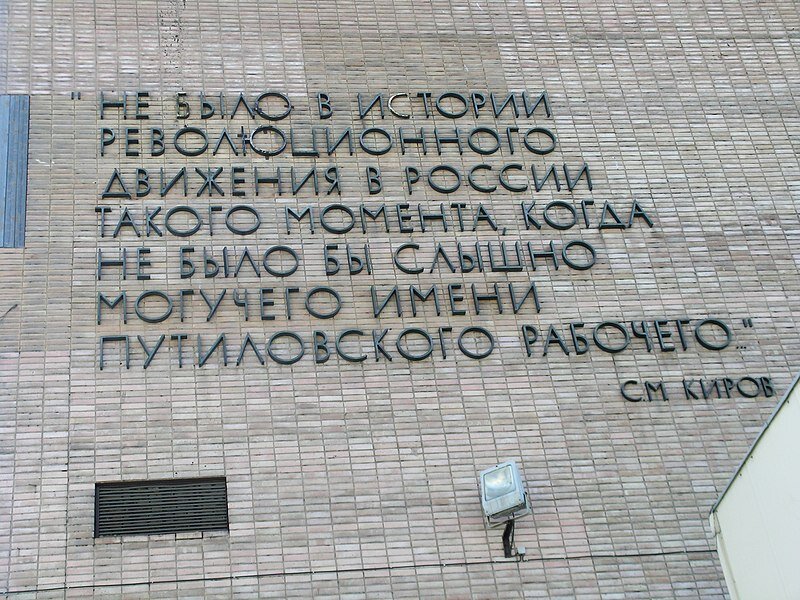 "НЕ БЫЛО В ИСТОРИИ
РЕВОЛЮЦИОННОГО
ДВИЖЕНИЯ В РОССИИ
ТАКОГО МОМЕНТА, КОГДА
НЕ БЫЛО БЫ СЛЫШНО
МОГУЧЕГО ИМЕНИ
ПУТИЛОВСКОГО РАБОЧЕГО..."
С.М. КИРОВ